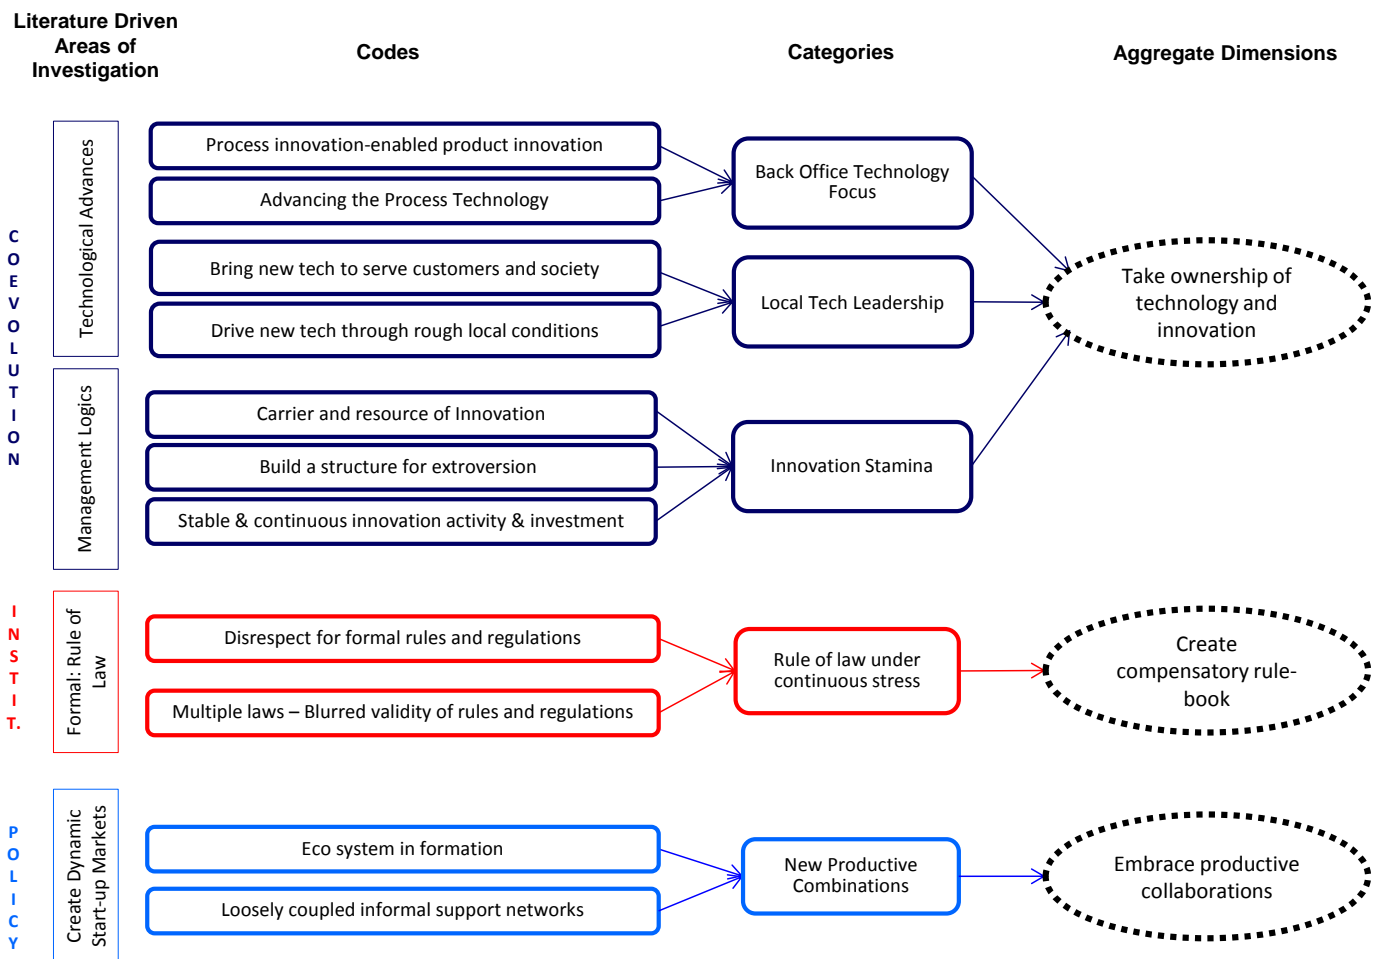 Literature Driven
Areas of
Investigation
Codes
Categories
Aggregate Dimensions
COEVOLUTION
Technological Advances
Process innovation-enabled product innovation
Advancing the Process Technology
Bring new tech to serve customers and society
Drive new tech through rough local conditions
Back Office Technology
Focus
Local Tech Leadership
Take ownership of
technology and
innovation
Management Logics
Carrier and resource of Innovation
Build a structure for extroversion
Stable & continuous innovation activity & investment
Innovation Stamina
INSTIT.
Formal: Rule of
Law
Disrespect for formal rules and regulations
Multiple laws – Blurred validity of rules and regulations
Rule of law under
continuous stress
Create
compensatory rule-
book
POLICY
Create Dynamic
Start-up Markets
Eco system in formation
Loosely coupled informal support networks
New Productive
Combinations
Embrace productive
collaborations